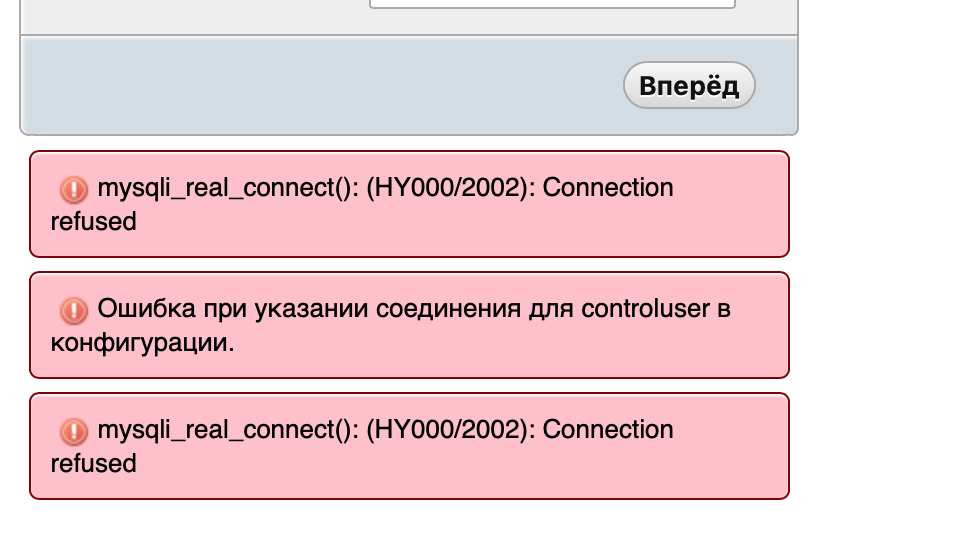 Вперёд
mysqli_real_connect(): (HY000/2002): Connection
refused
Ошибка при указании соединения для controluser в
конфигурации.
mysqli_real_connect(): (HY000/2002): Connection
refused